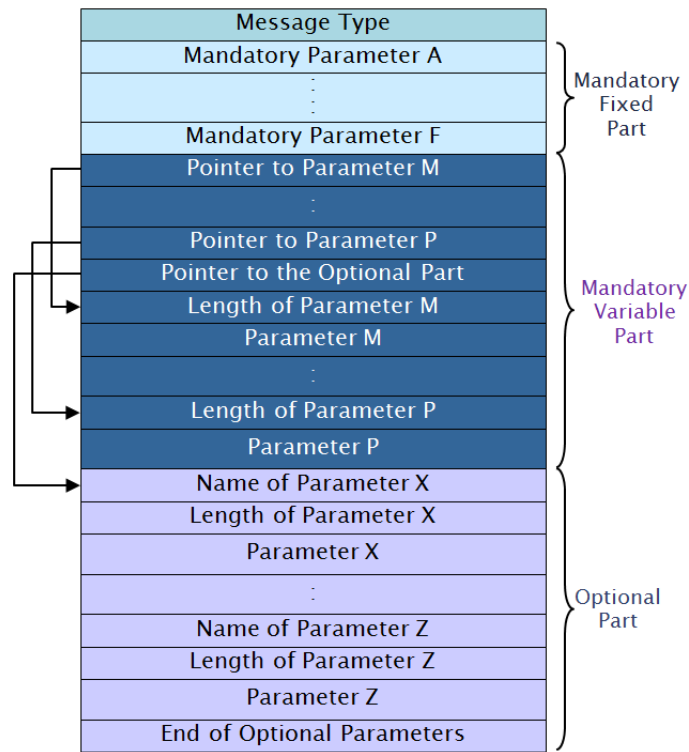 Message Type
Mandatory Parameter A
Mandatory Parameter F
Mandatory
Fixed
Part
Pointer to Parameter M
Pointer to Parameter P
Pointer to the Optional Part
Length of Parameter M
Parameter M
Length of Parameter P
Parameter P
Mandatory
Variable
Part
Name of Parameter X
Length of Parameter X
Parameter X
Name of Parameter Z
Length of Parameter Z
Parameter Z
End of Optional Parameters
Optional
Part